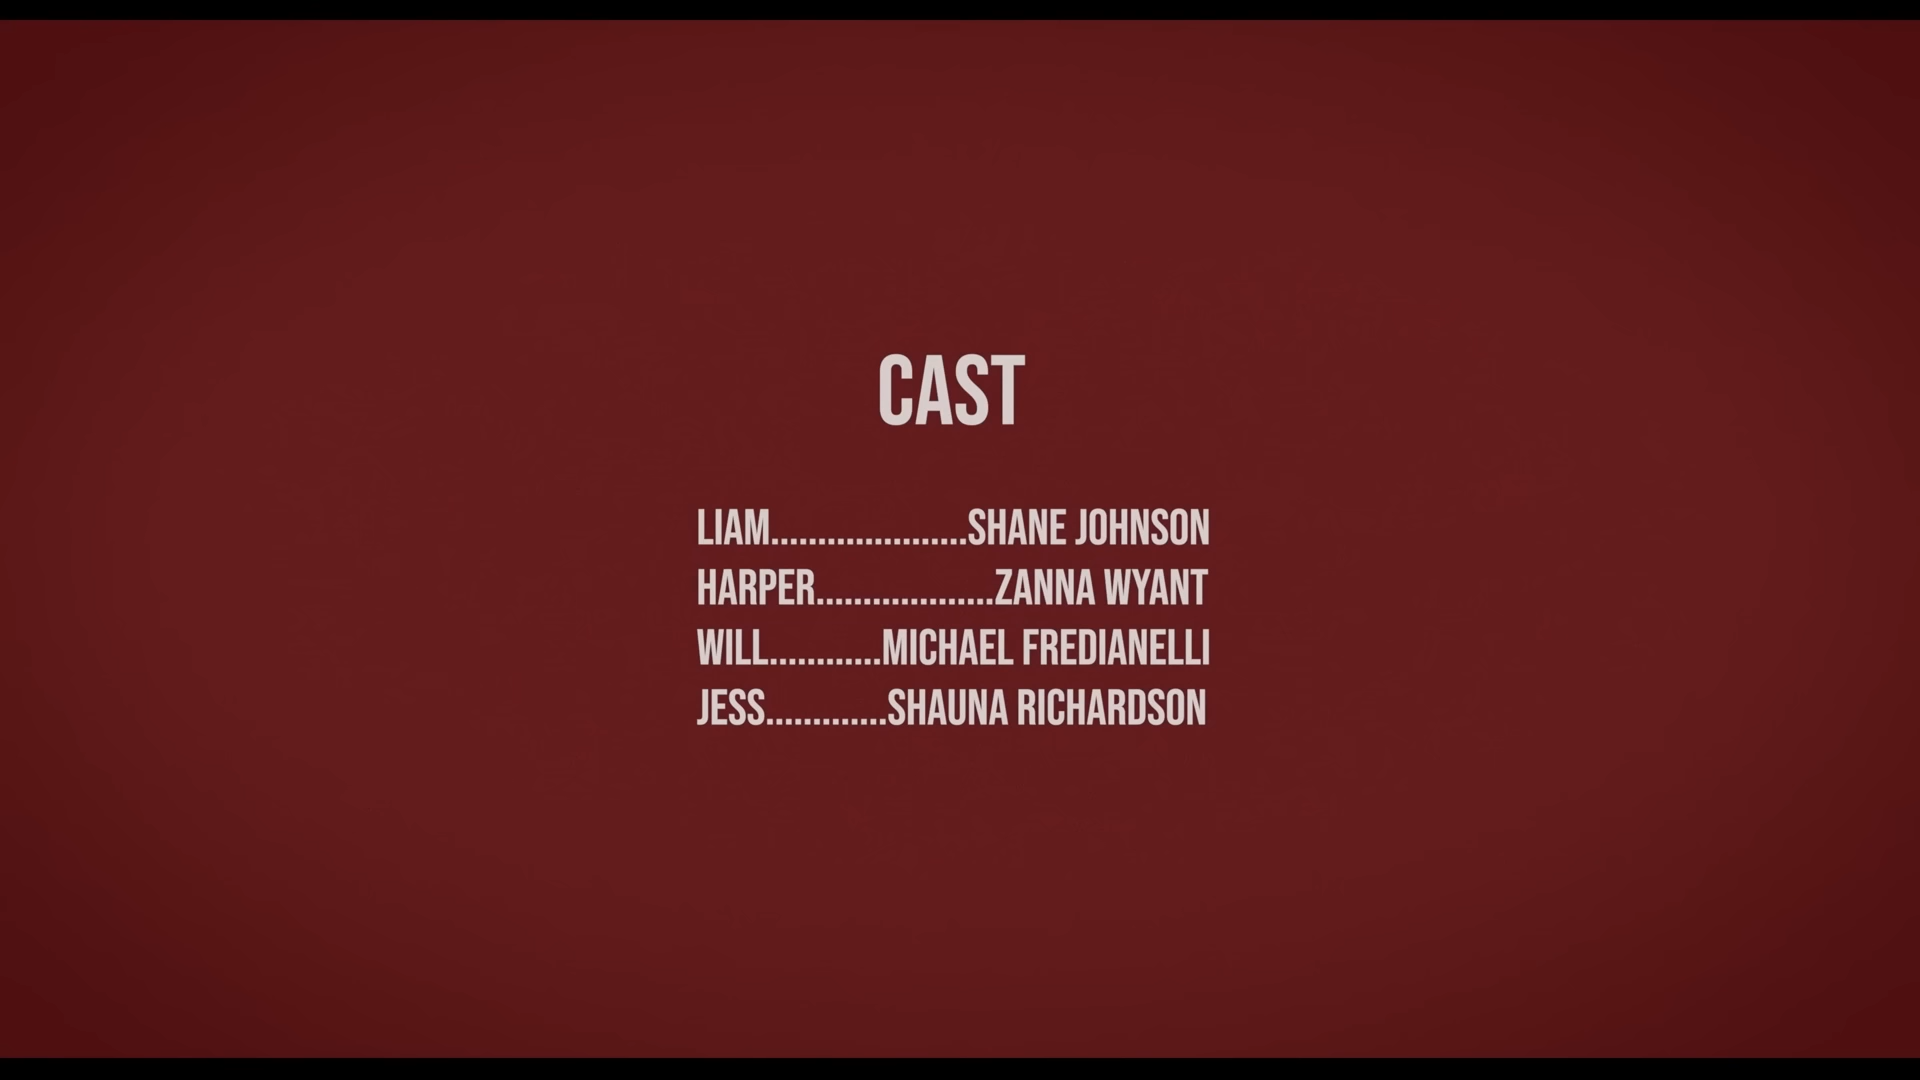 CAST
LIAM.....................SHANE JOHNSON
HARPER...................ZANNA WYANT
WILL............MICHAEL FREDIANELLI
JESS.............SHAUNA RICHARDSON